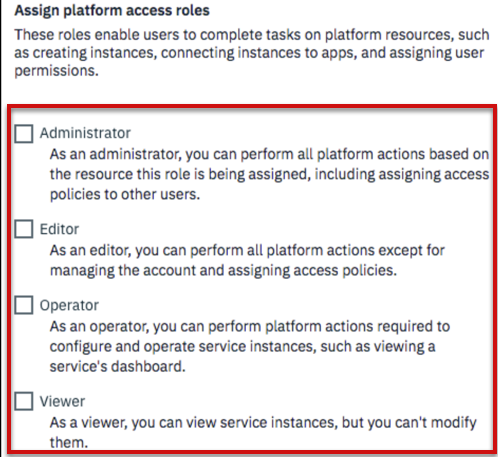 Assign platform access roles
These roles enable users to complete tasks on platform resources, such
as creating instances, connecting instances to apps, and assigning user
permissions.
Administrator
As an administrator, you can perform all platform actions based on
the resource this role is being assigned, including assigning access
policies to other users.
Editor
As an editor, you can perform all platform actions except for
managing the account and assigning access policies.
Operator
As an operator, you can perform platform actions required to
configure and operate service instances, such as viewing a
service's dashboard.
Viewer
As a viewer, you can view service instances, but you can't modify
them.